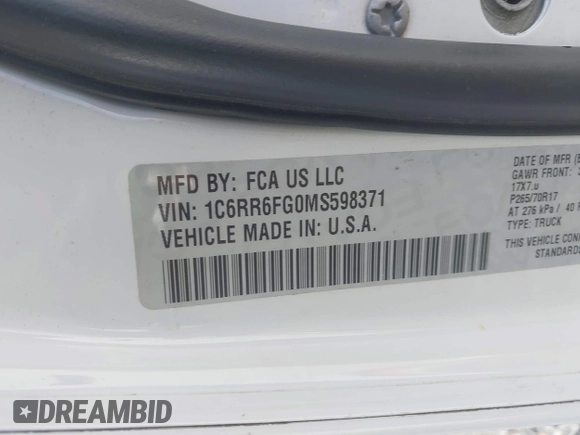 MFD BY: FCA US LLC
VIN: 1C6RR6FG0MS598371
VEHICLE MADE IN: U.S.A.
DATE OF MFR
GAWR FRONT:
17X7.
P265/70R17
AT 276 kPa / 40
TYPE: TRUCK
THIS VEHICLE
STANDARDS
DREAMBID